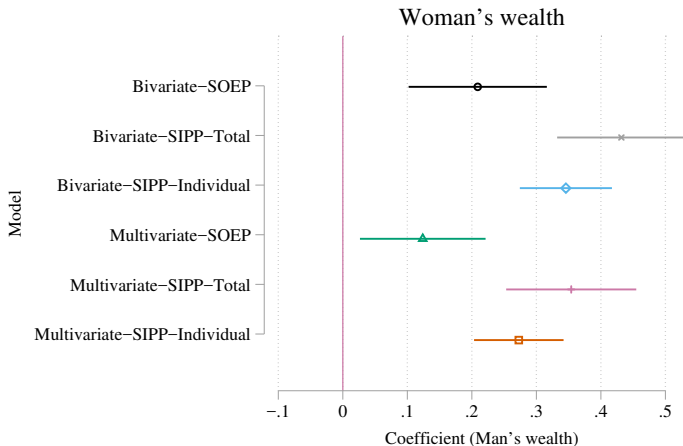 Woman’s wealth
Bivariate−SOEP
Bivariate−SIPP−Total
Bivariate−SIPP−Individual
Multivariate−SOEP
Multivariate−SIPP−Total
Multivariate−SIPP−Individual
Model
−.1 0 .1 .2 .3 .4 .5
Coefficient (Man’s wealth)